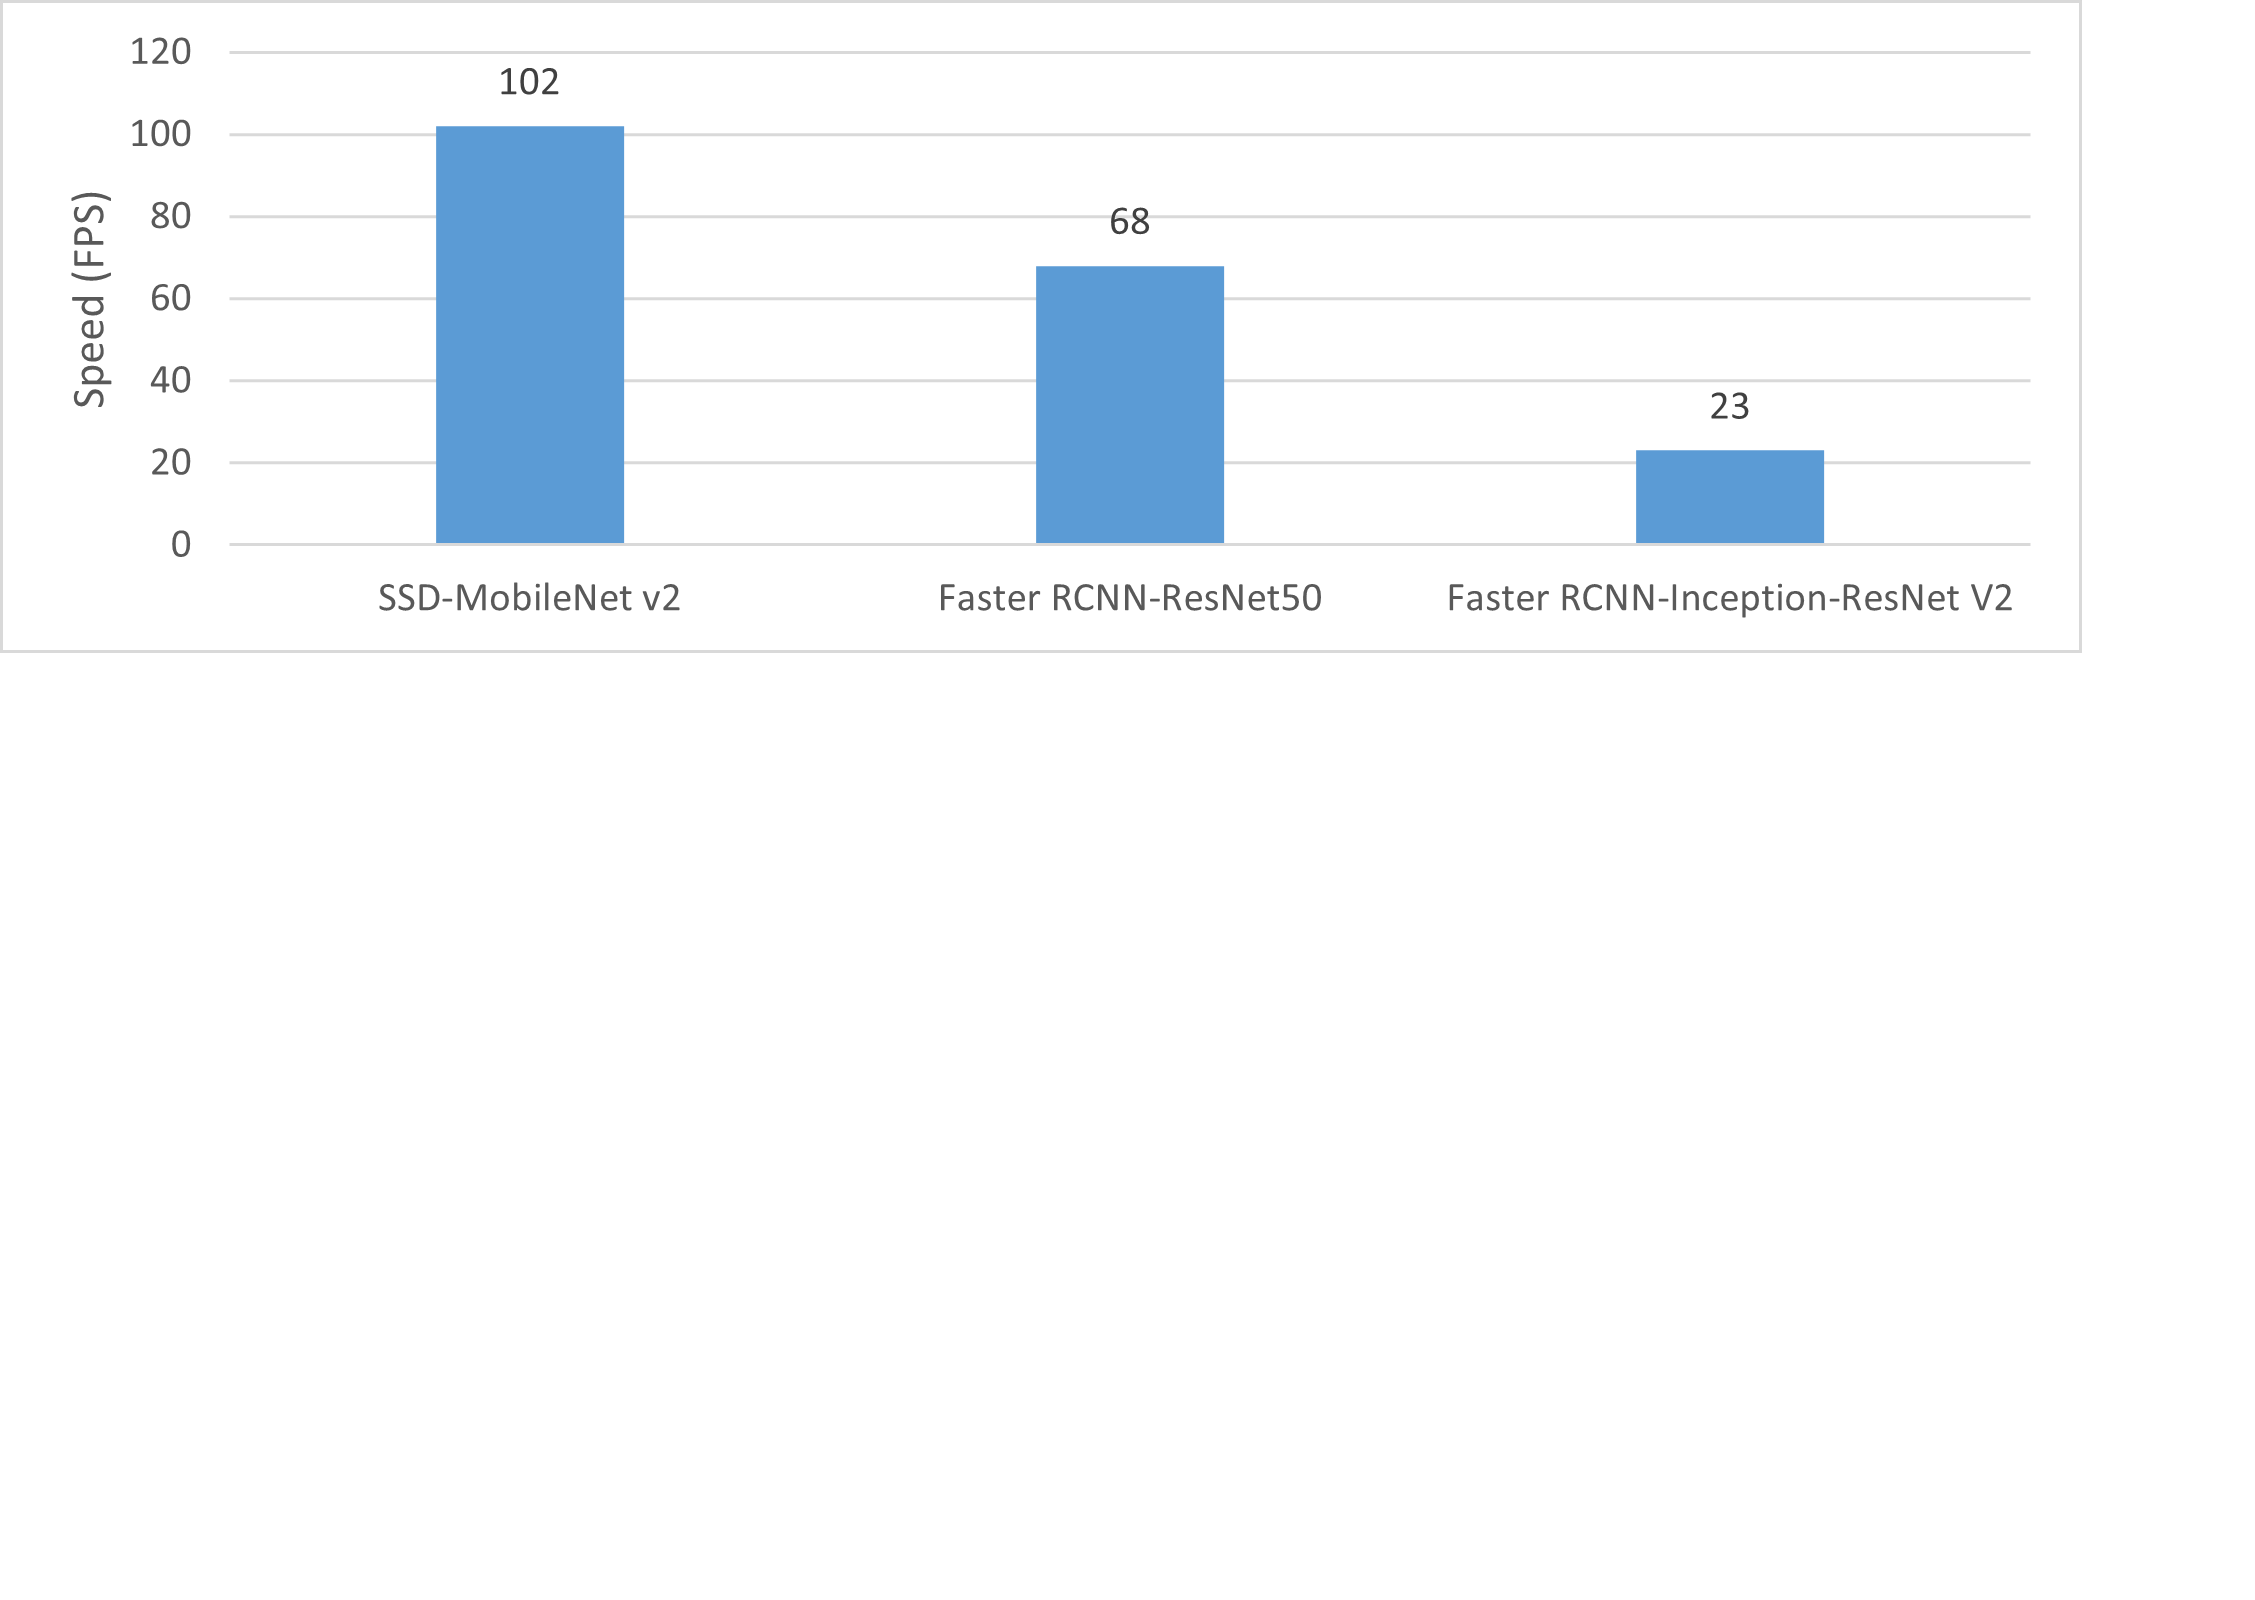 Speed (FPS)
120
100
80
60
40
20
0
102
68
23
SSD-MobileNet v2
Faster RCNN-ResNet50
Faster RCNN-Inception-ResNet V2